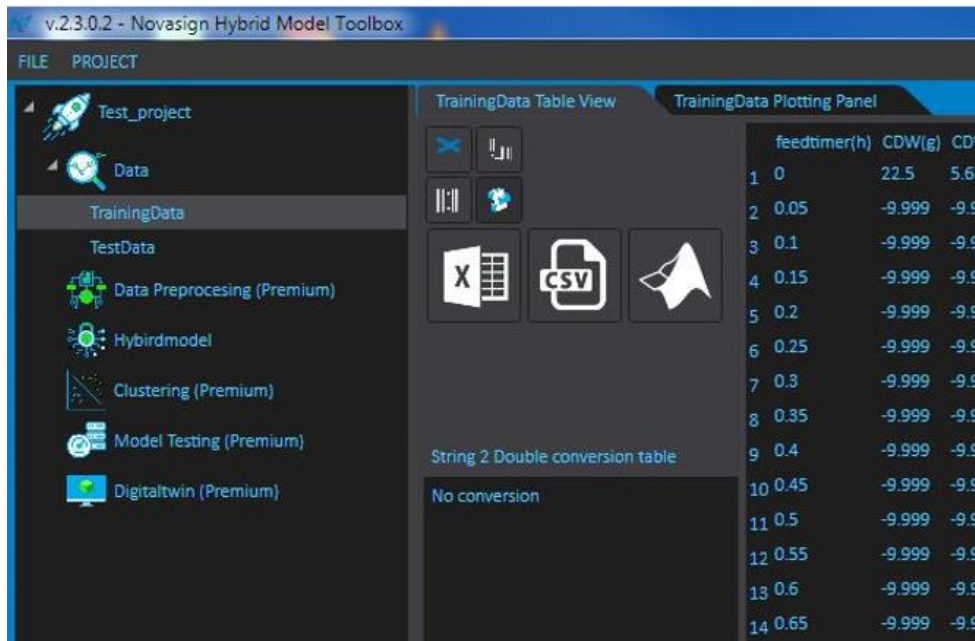 v.2.3.0.2 - Novasign Hybrid Model Toolbox
FILE PROJECT
Test_project
Data
TrainingData
TestData
Data Preprocesing (Premium)
Hybirdmodel
Clustering (Premium)
Model Testing (Premium)
Digitaltwin (Premium)
TrainingData Table View TrainingData Plotting Panel
X
CSV
String 2 Double conversion table
No conversion
feedtimer(h) CDW(g)
1 0 22.5 5.6
2 0.05 -9.999
3 0.1 -9.999
4 0.15 -9.999
5 0.2 -9.999
6 0.25 -9.999
7 0.3 -9.999
8 0.35 -9.999
9 0.4 -9.999
10 0.45 -9.999
11 0.5 -9.999
12 0.55 -9.999
13 0.6 -9.999
14 0.65 -9.999